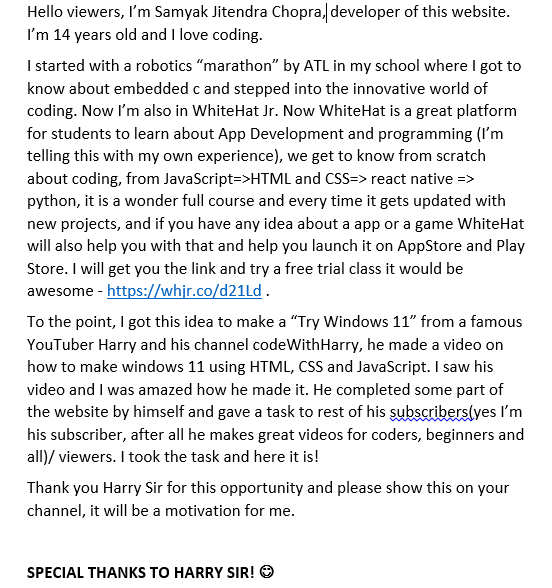 Hello viewers, I’m Samyak Jitendra Chopra, developer of this website.
I’m 14 years old and I love coding.
I started with a robotics “marathon” by ATL in my school where I got to
know about embedded c and stepped into the innovative world of
coding. Now I’m also in WhiteHat Jr. Now WhiteHat is a great platform
for students to learn about App Development and programming (I’m
telling this with my own experience), we get to know from scratch
about coding, from JavaScript=>HTML and CSS=> react native =>
python, it is a wonder full course and every time it gets updated with
new projects, and if you have any idea about a app or a game WhiteHat
will also help you with that and help you launch it on AppStore and Play
Store. I will get you the link and try a free trial class it would be
awesome - https://whjr.co/d21Ld .
To the point, I got this idea to make a “Try Windows 11” from a famous
YouTuber Harry and his channel codeWithHarry, he made a video on
how to make windows 11 using HTML, CSS and JavaScript. I saw his
video and I was amazed how he made it. He completed some part of
the website by himself and gave a task to rest of his subscribers(yes I’m
his subscriber, after all he makes great videos for coders, beginners and
all)/ viewers. I took the task and here it is!
Thank you Harry Sir for this opportunity and please show this on your
channel, it will be a motivation for me.
SPECIAL THANKS TO HARRY SIR! ☺